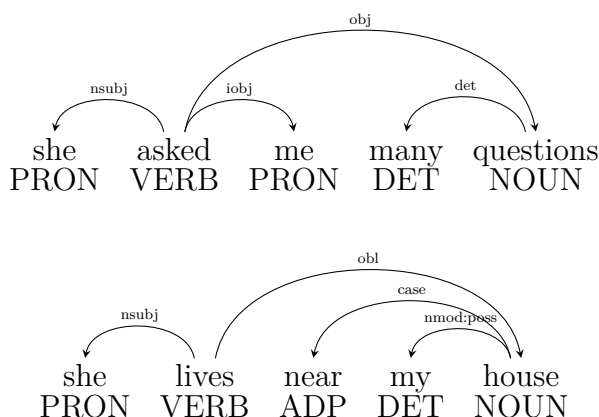 obj
nsubj iobj det
she asked me many questions
PRON VERB PRON DET NOUN
obl
case
nsubj nmod:poss
she lives near my house
PRON VERB ADP DET NOUN